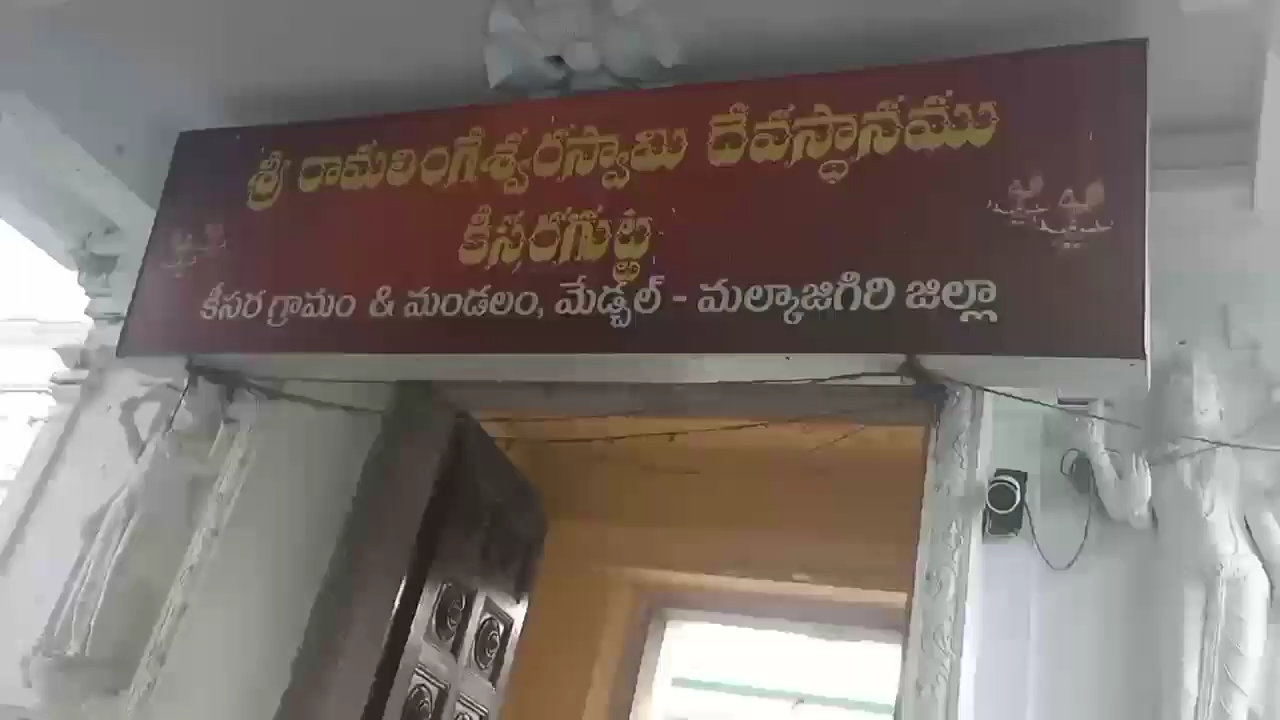 శ్రీ రామలింగేశ్వరస్వామి దేవస్థానము
కీసరగుట్ట
కీసర గ్రామం & మండలం, మేడ్చల్ - మల్కాజిగిరి జిల్లా